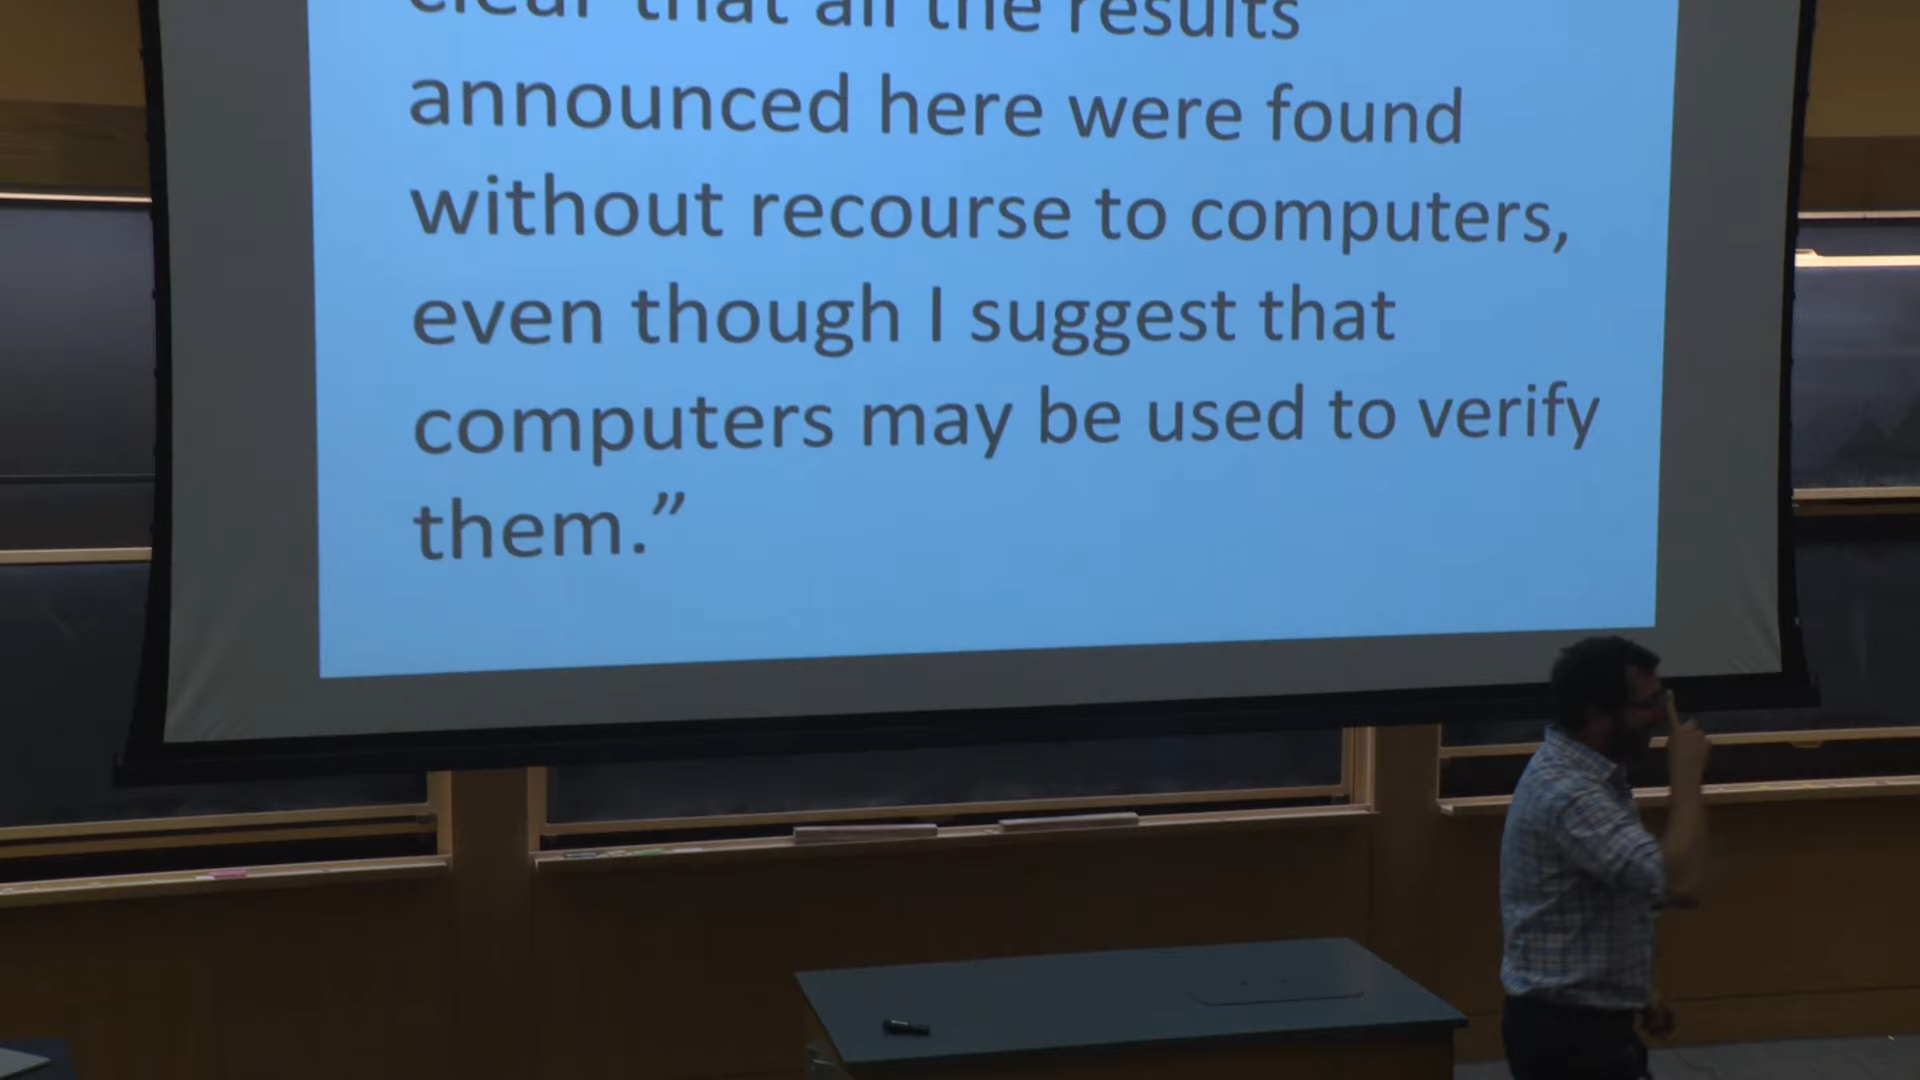 clear that all the results
announced here were found
without recourse to computers,
even though I suggest that
computers may be used to verify
them.”